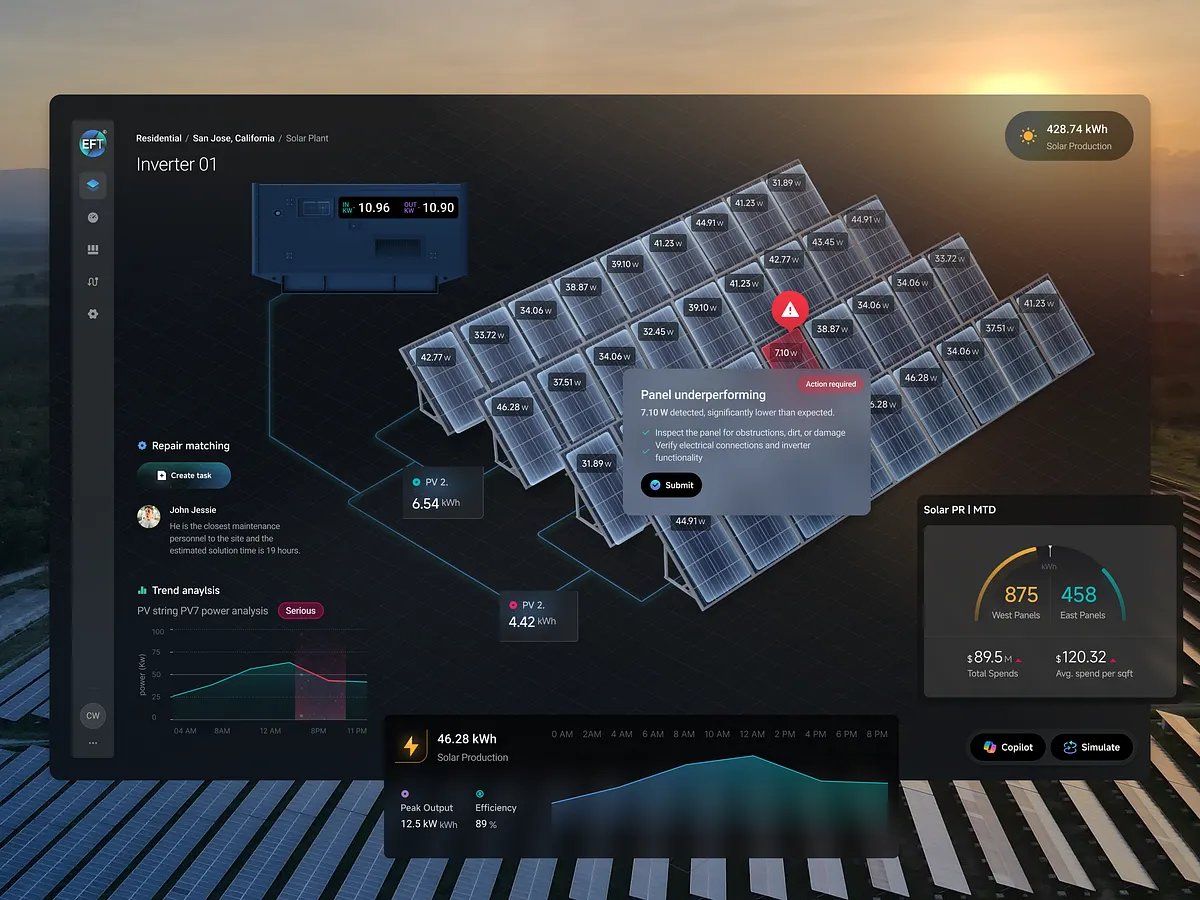 EFT
Residential / San Jose, California / Solar Plant
Inverter 01
428.74 kWh
Solar Production
IN KW 10.96 OUT KW 10.90
31.89 W
41.23 W
44.91 W
41.23 W
39.10 W
38.87 W
34.06 W
33.72 W
42.77 W
44.91 W
43.45 W
42.77 W
41.23 W
39.10 W
32.45 W
34.06 W
37.51 W
46.28 W
33.72 W
34.06 W
34.06 W
38.87 W
7.10 W
31.89 W
41.23 W
37.51 W
34.06 W
46.28 W
6.28 W
44.91 W
Action required
Panel underperforming
7.10 W detected, significantly lower than expected.
Inspect the panel for obstructions, dirt, or damage
Verify electrical connections and inverter
functionality
Submit
Repair matching
Create task
John Jessie
He is the closest maintenance
personnel to the site and the
estimated solution time is 19 hours.
PV 2.
6.54 kWh
PV 2.
4.42 kWh
Trend anaylsis
PV string PV7 power analysis Serious
power (Kw)
100
75
50
25
0
04 AM 8AM 12 AM 8PM 11 PM
CW
Solar PR | MTD
kWh
875 458
West Panels East Panels
$89.5M $120.32
Total Spends Avg. spend per sqft
46.28 kWh
Solar Production
Peak Output Efficiency
12.5 kW kWh 89 %
0 AM 2AM 4 AM 6 AM 8 AM 10 AM 12 AM 2 PM 4 PM 6 PM 8 PM
Copilot Simulate